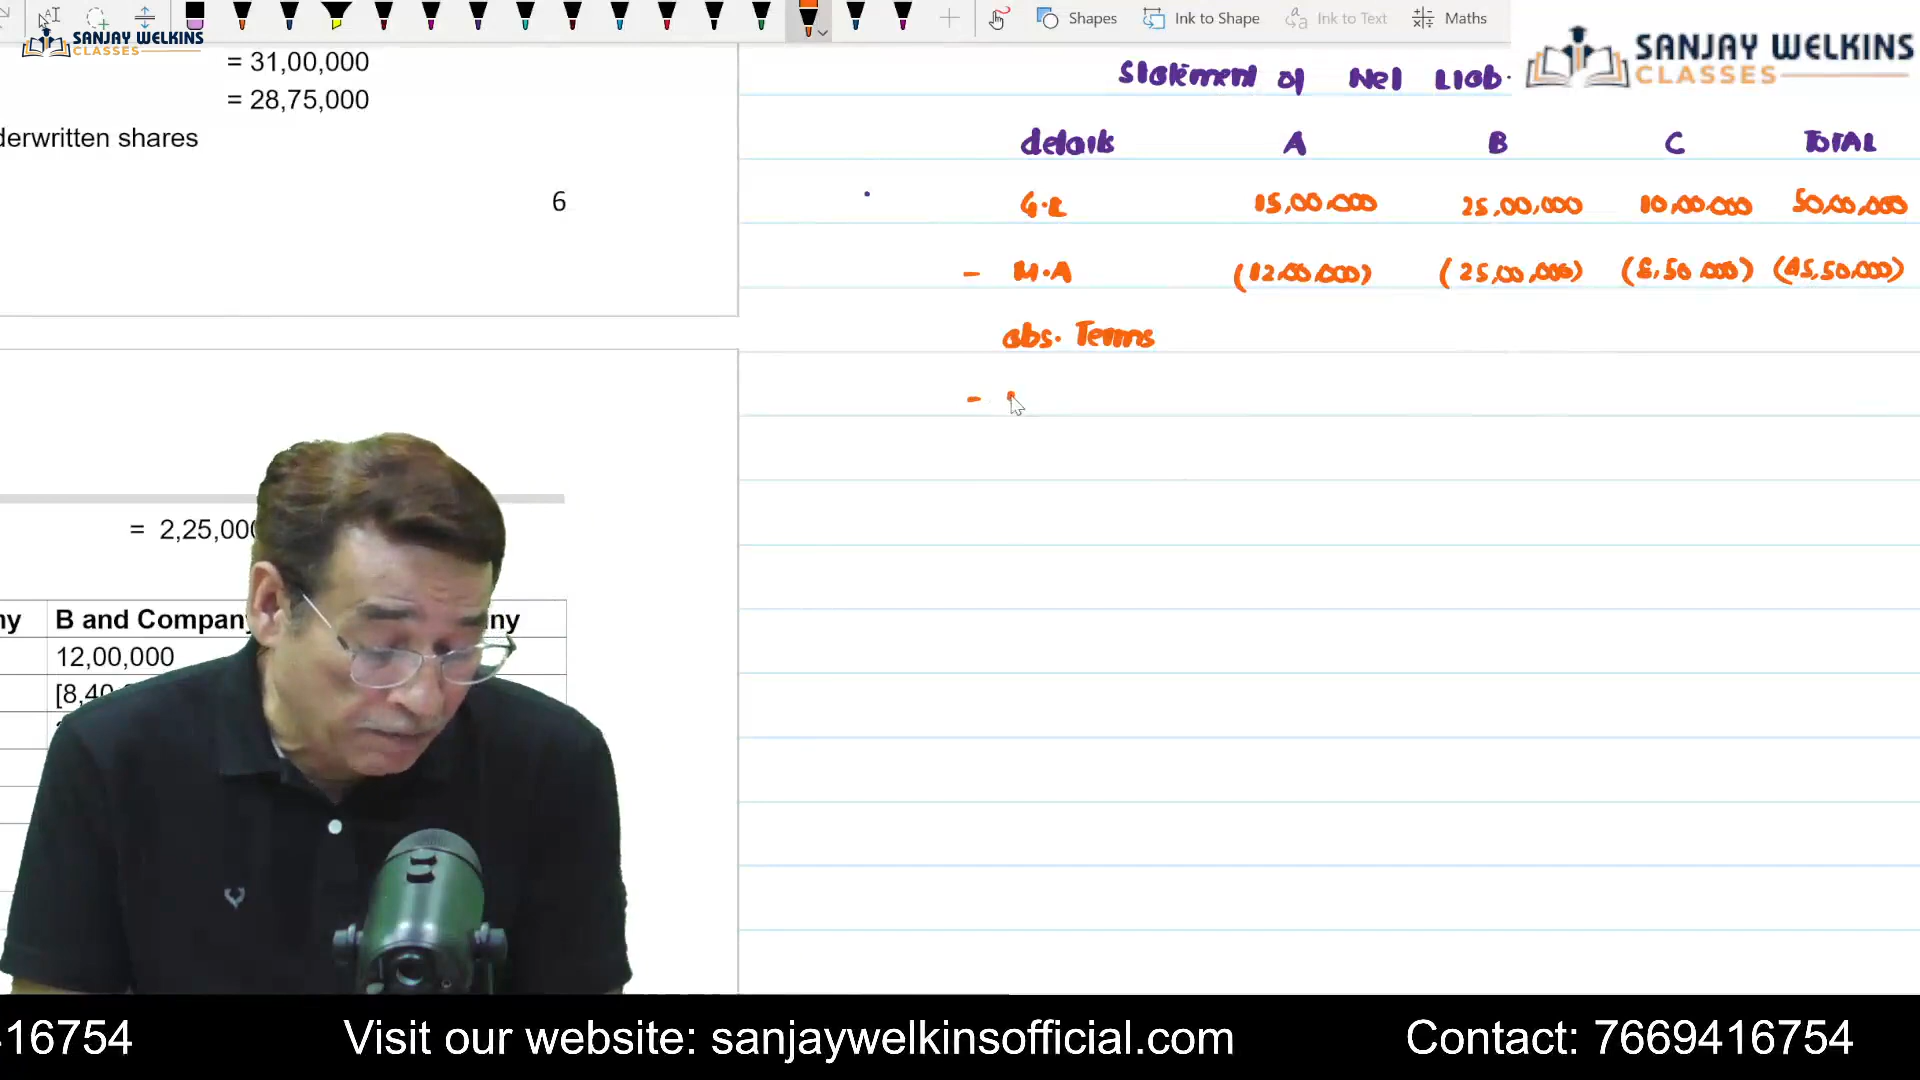 SANJAY WELKINS
CLASSES
Shapes
Ink to Shape
Ink to Text
Maths
SANJAY WELKINS
CLASSES
= 31,00,000
= 28,75,000
derwritten shares
6
= 2,25,000
ny B and Company ny
12,00,000
[8,40
Statement of Net Liab.
details A B C TOTAL
G.L 15,00,000 25,00,000 10,00,000 50,00,000
- M.A (12,00,000) (25,00,000) (8,50,000) (45,50,000)
abs. Terms
-
16754 Visit our website: sanjaywelkinsofficial.com Contact: 7669416754